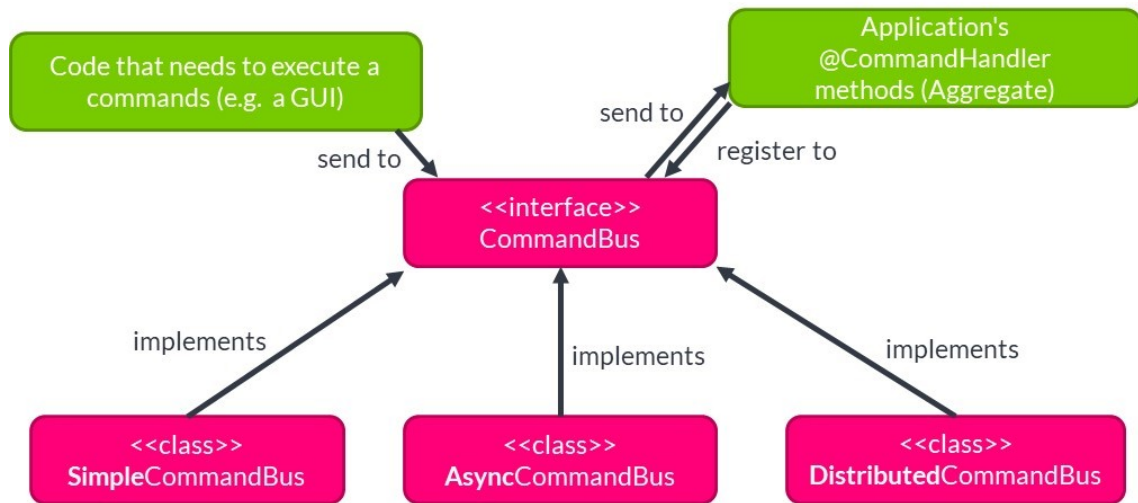 Code that needs to execute a
commands (e.g. a GUI)
Application's
@CommandHandler
methods (Aggregate)
send to
send to
register to
<<interface>>
CommandBus
implements
implements
implements
<<class>>
SimpleCommandBus
<<class>>
AsyncCommandBus
<<class>>
DistributedCommandBus